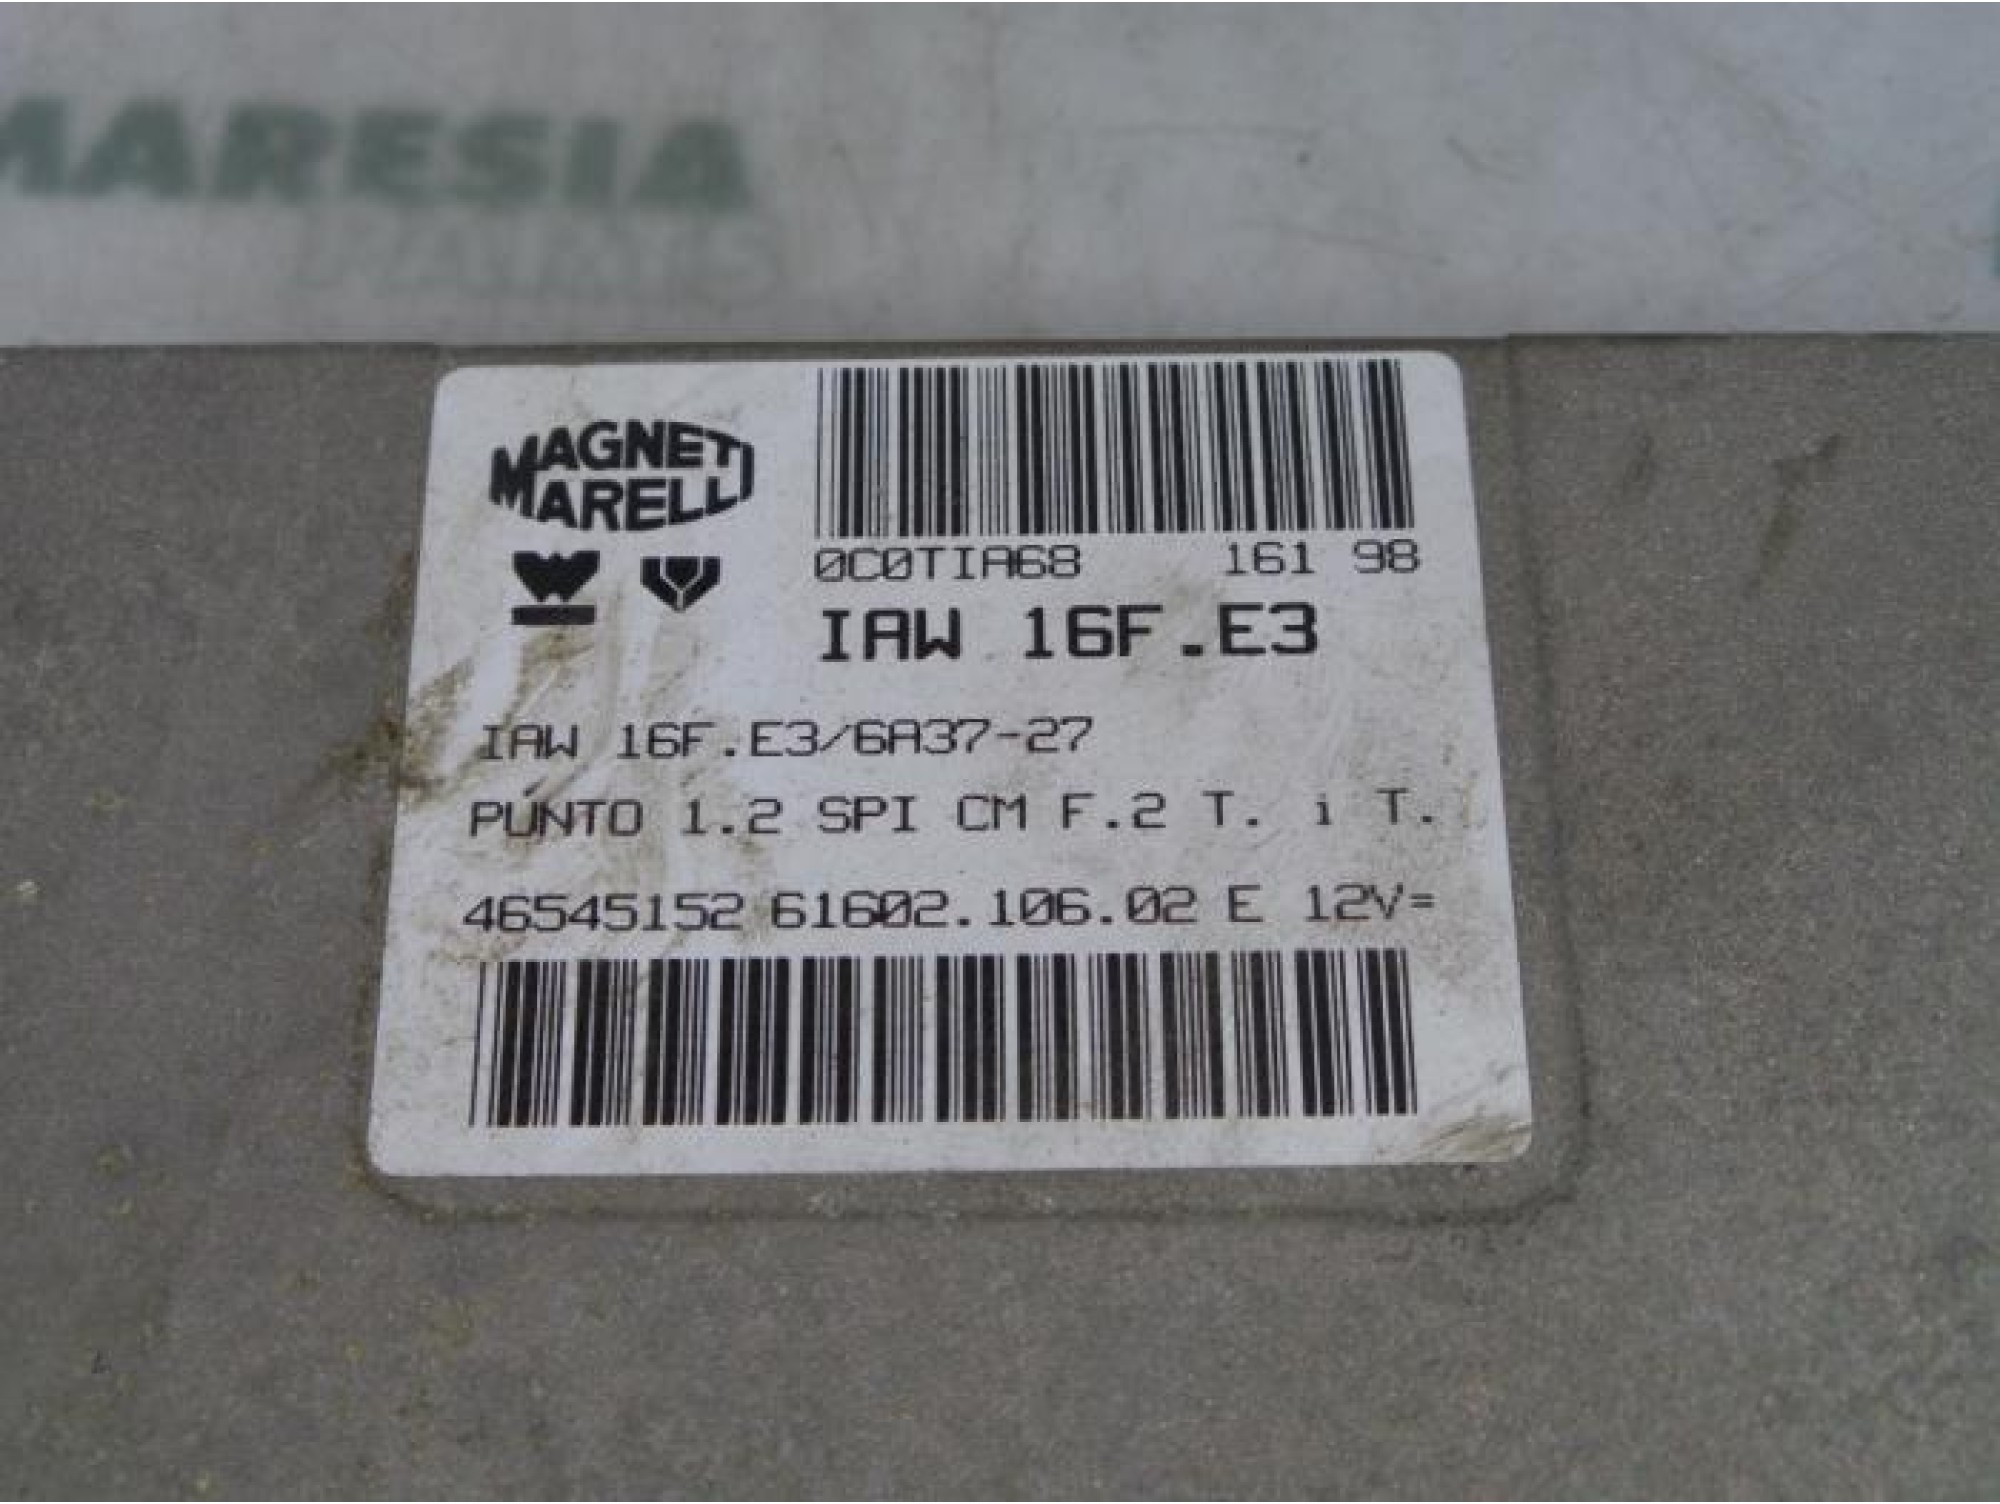 MARESIA
parts
MAGNETI
MARELLI
0C0TIA68 161 98
IAW 16F.E3
IAW 16F.E3/6A37-27
PUNTO 1.2 SPI CM F.2 T. i T.
46545152 61602.106.02 E 12V=